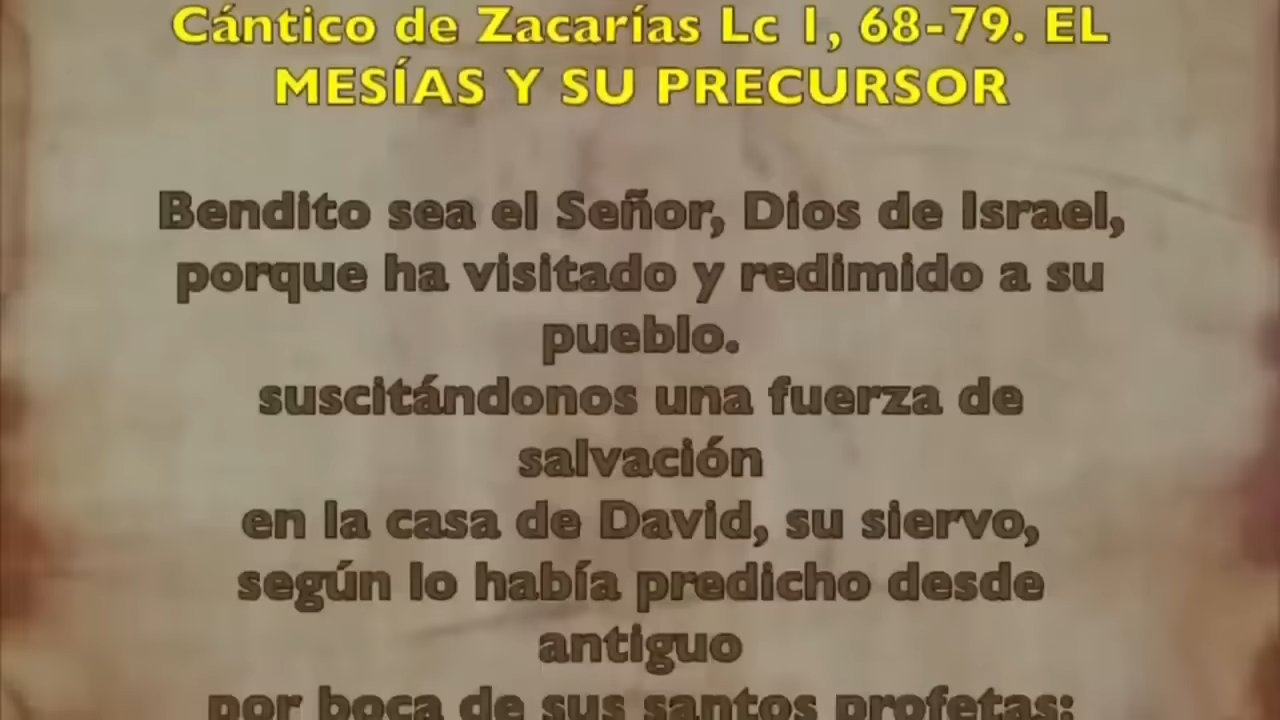 Cántico de Zacarías Lc 1, 68-79. EL
MESÍAS Y SU PRECURSOR
Bendito sea el Señor, Dios de Israel,
porque ha visitado y redimido a su
pueblo.
suscitándonos una fuerza de
salvación
en la casa de David, su siervo,
según lo había predicho desde
antiguo
por boca de sus santos profetas: